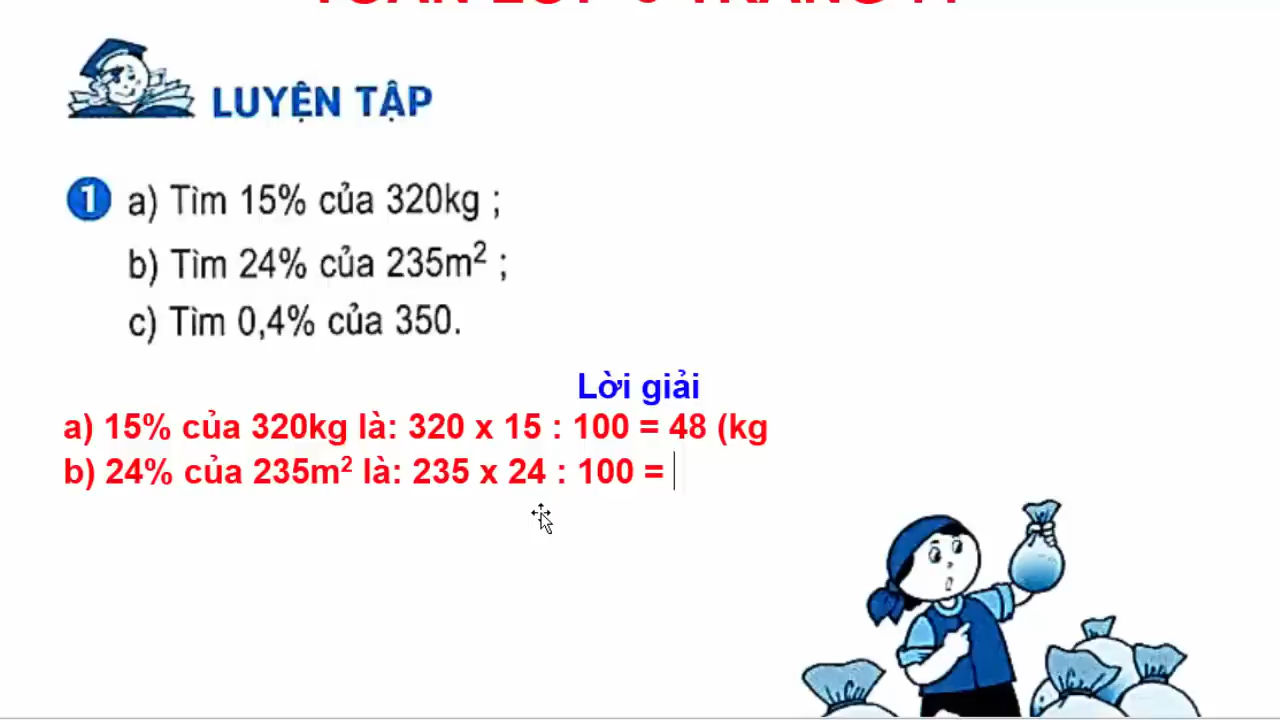 LUYỆN TẬP
1 a) Tìm 15% của 320kg ;
b) Tìm 24% của 235m² ;
c) Tìm 0,4% của 350.
Lời giải
a) 15% của 320kg là: 320 x 15 : 100 = 48 (kg
b) 24% của 235m² là: 235 x 24 : 100 =